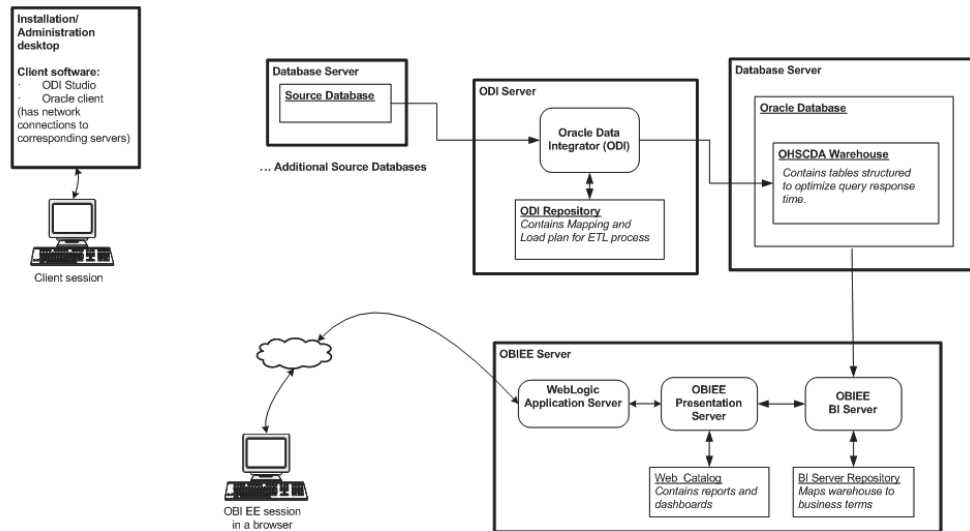 Installation/
Administration
desktop
Client software:
· ODI Studio
· Oracle client
(has network
connections to
corresponding servers)
Client session
Database Server
Source Database
... Additional Source Databases
ODI Server
Oracle Data
Integrator (ODI)
ODI Repository
Contains Mapping and
Load plan for ETL process
Database Server
Oracle Database
OHSCDA Warehouse
Contains tables structured
to optimize query response
time.
OBIEE Server
WebLogic
Application Server
OBIEE
Presentation
Server
OBIEE
BI Server
Web Catalog
Contains reports and
dashboards
BI Server Repository
Maps warehouse to
business terms
OBI EE session
in a browser